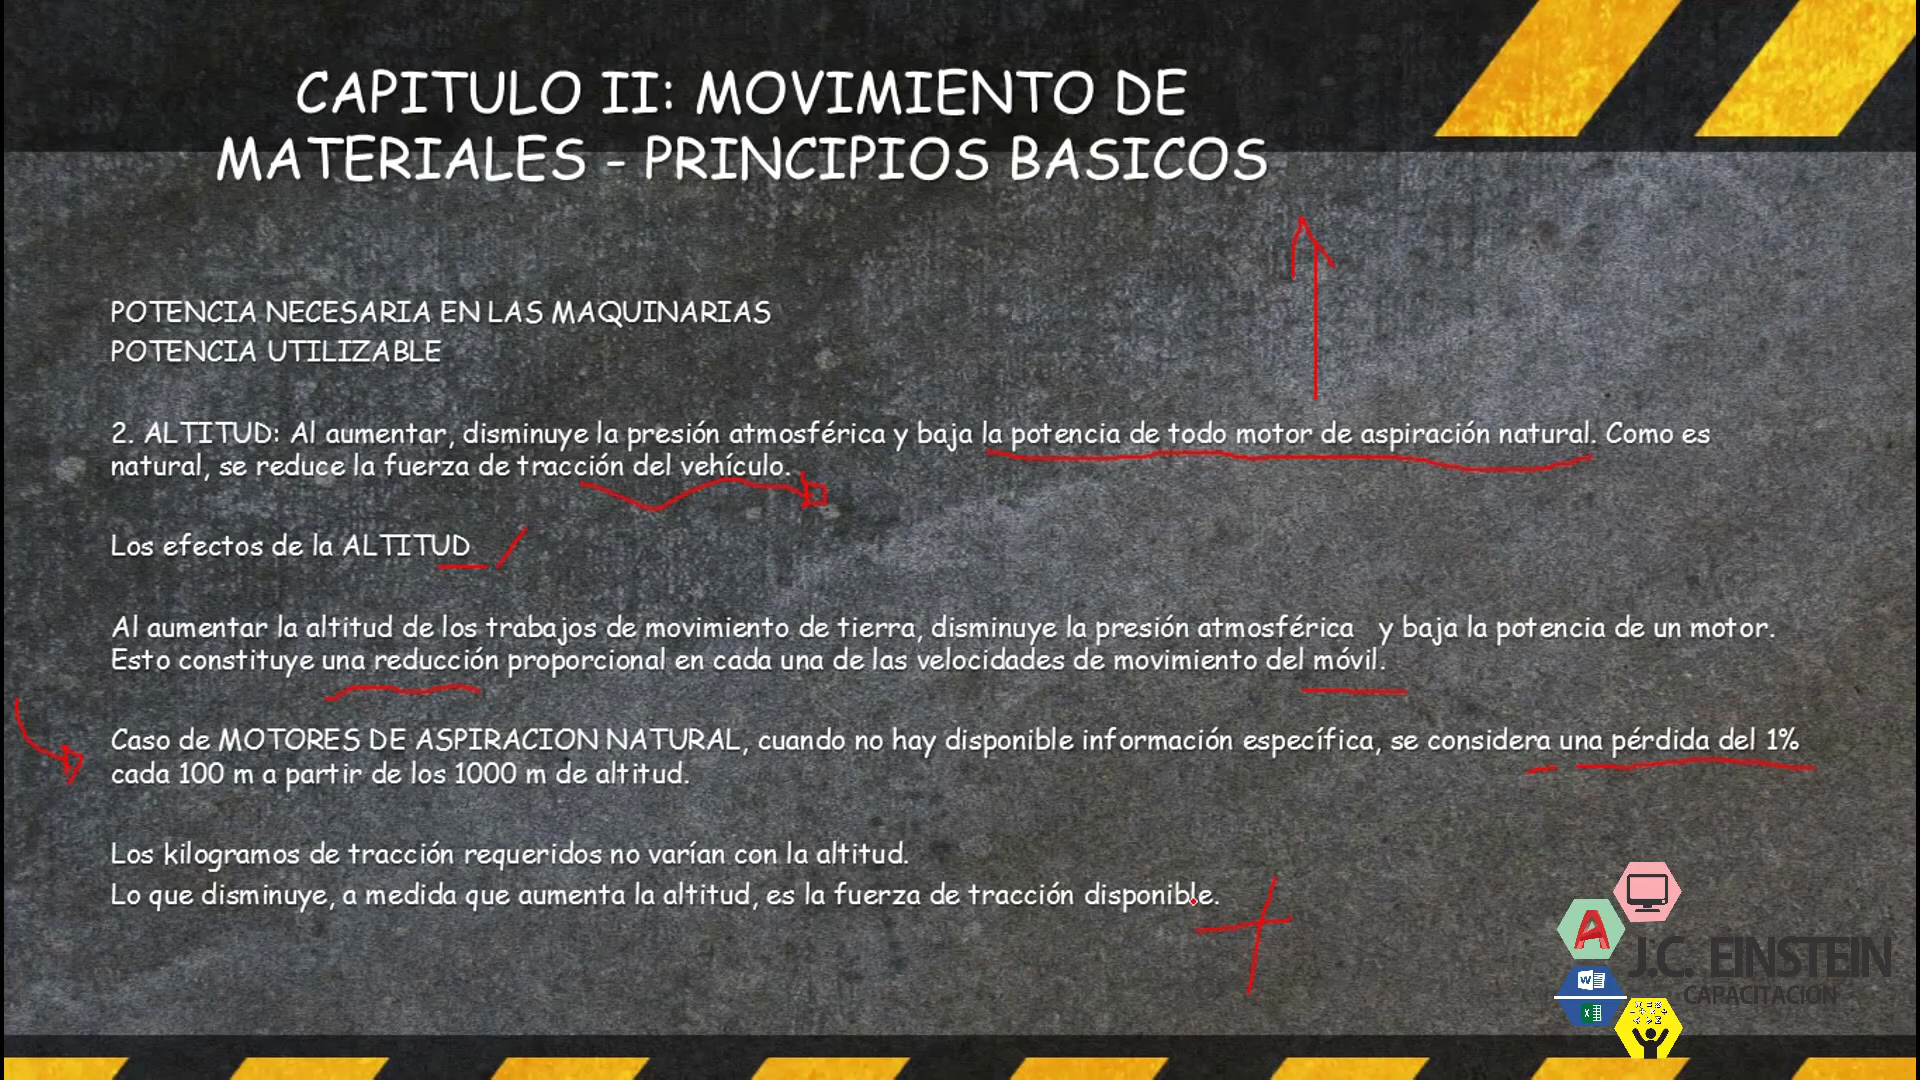 CAPITULO II: MOVIMIENTO DE
MATERIALES - PRINCIPIOS BASICOS
POTENCIA NECESARIA EN LAS MAQUINARIAS
POTENCIA UTILIZABLE
2. ALTITUD: Al aumentar, disminuye la presión atmosférica y baja la potencia de todo motor de aspiración natural. Como es
natural, se reduce la fuerza de tracción del vehículo.
Los efectos de la ALTITUD
Al aumentar la altitud de los trabajos de movimiento de tierra, disminuye la presión atmosférica y baja la potencia de un motor.
Esto constituye una reducción proporcional en cada una de las velocidades de movimiento del móvil.
Caso de MOTORES DE ASPIRACION NATURAL, cuando no hay disponible información específica, se considera una pérdida del 1%
cada 100 m a partir de los 1000 m de altitud.
Los kilogramos de tracción requeridos no varían con la altitud.
Lo que disminuye, a medida que aumenta la altitud, es la fuerza de tracción disponible.
J.C. EINSTEIN
CAPACITACION